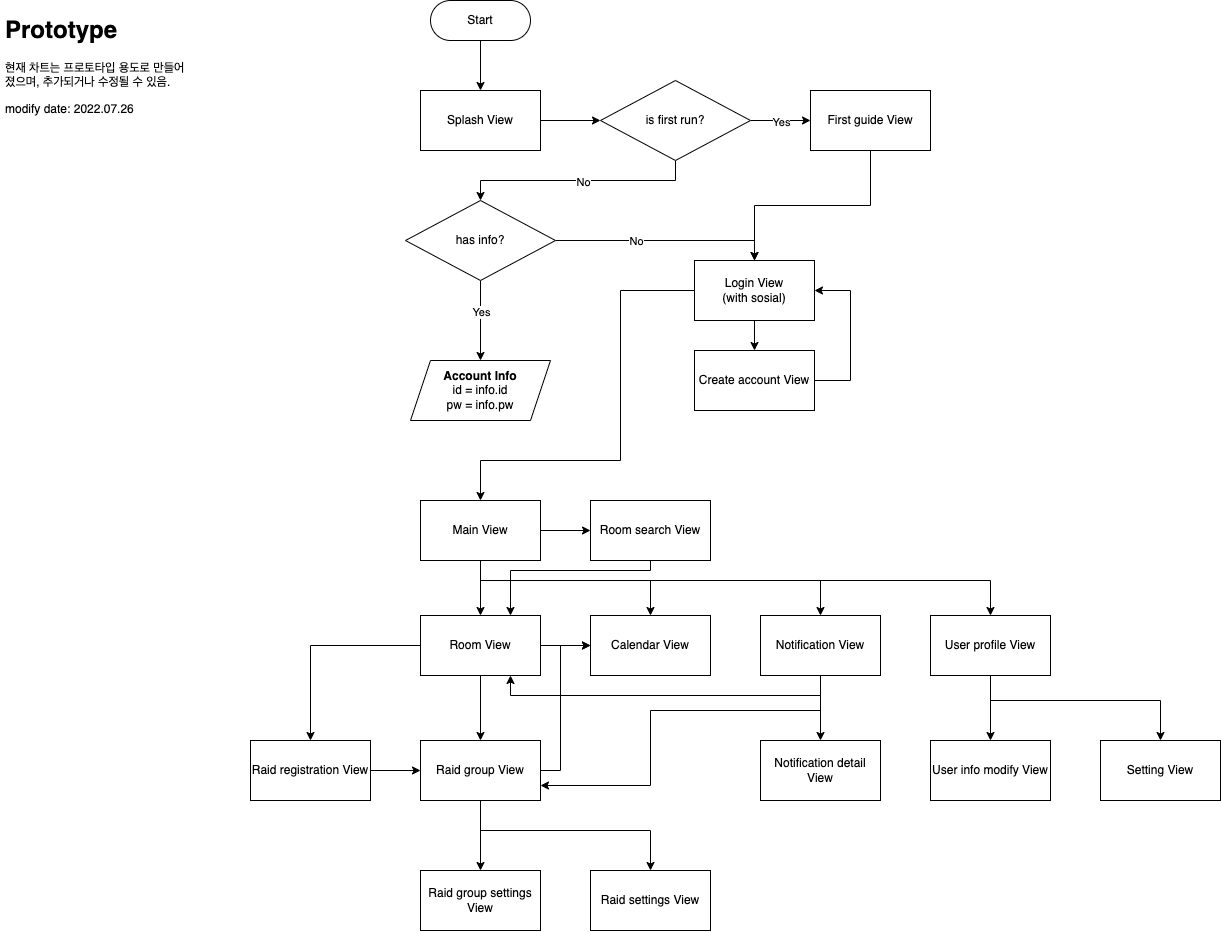 Prototype
현재 차트는 프로토타입 용도로 만들어
졌으며, 추가되거나 수정될 수 있음.
modify date: 2022.07.26
Start
Splash View
is first run?
Yes
First guide View
No
has info?
No
Login View
(with sosial)
Yes
Create account View
Account Info
id = info.id
pw = info.pw
Main View
Room search View
Room View
Calendar View
Notification View
User profile View
Raid registration View
Raid group View
Notification detail
View
User info modify View
Setting View
Raid group settings
View
Raid settings View